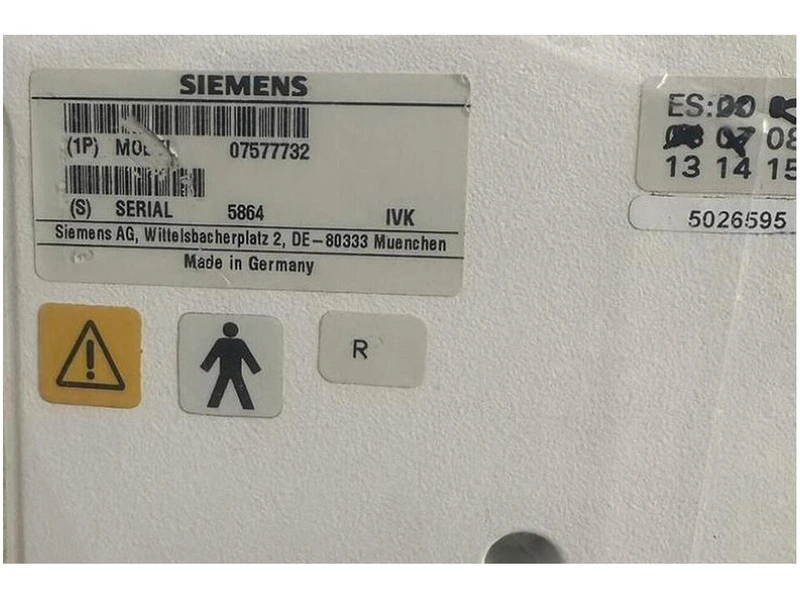 SIEMENS
(1P) 07577732
(S) SERIAL 5864 IVK
Siemens AG, Wittelsbacherplatz 2, DE-80333 Muenchen
Made in Germany
ES:
07 08
13 14 15
5026595
R